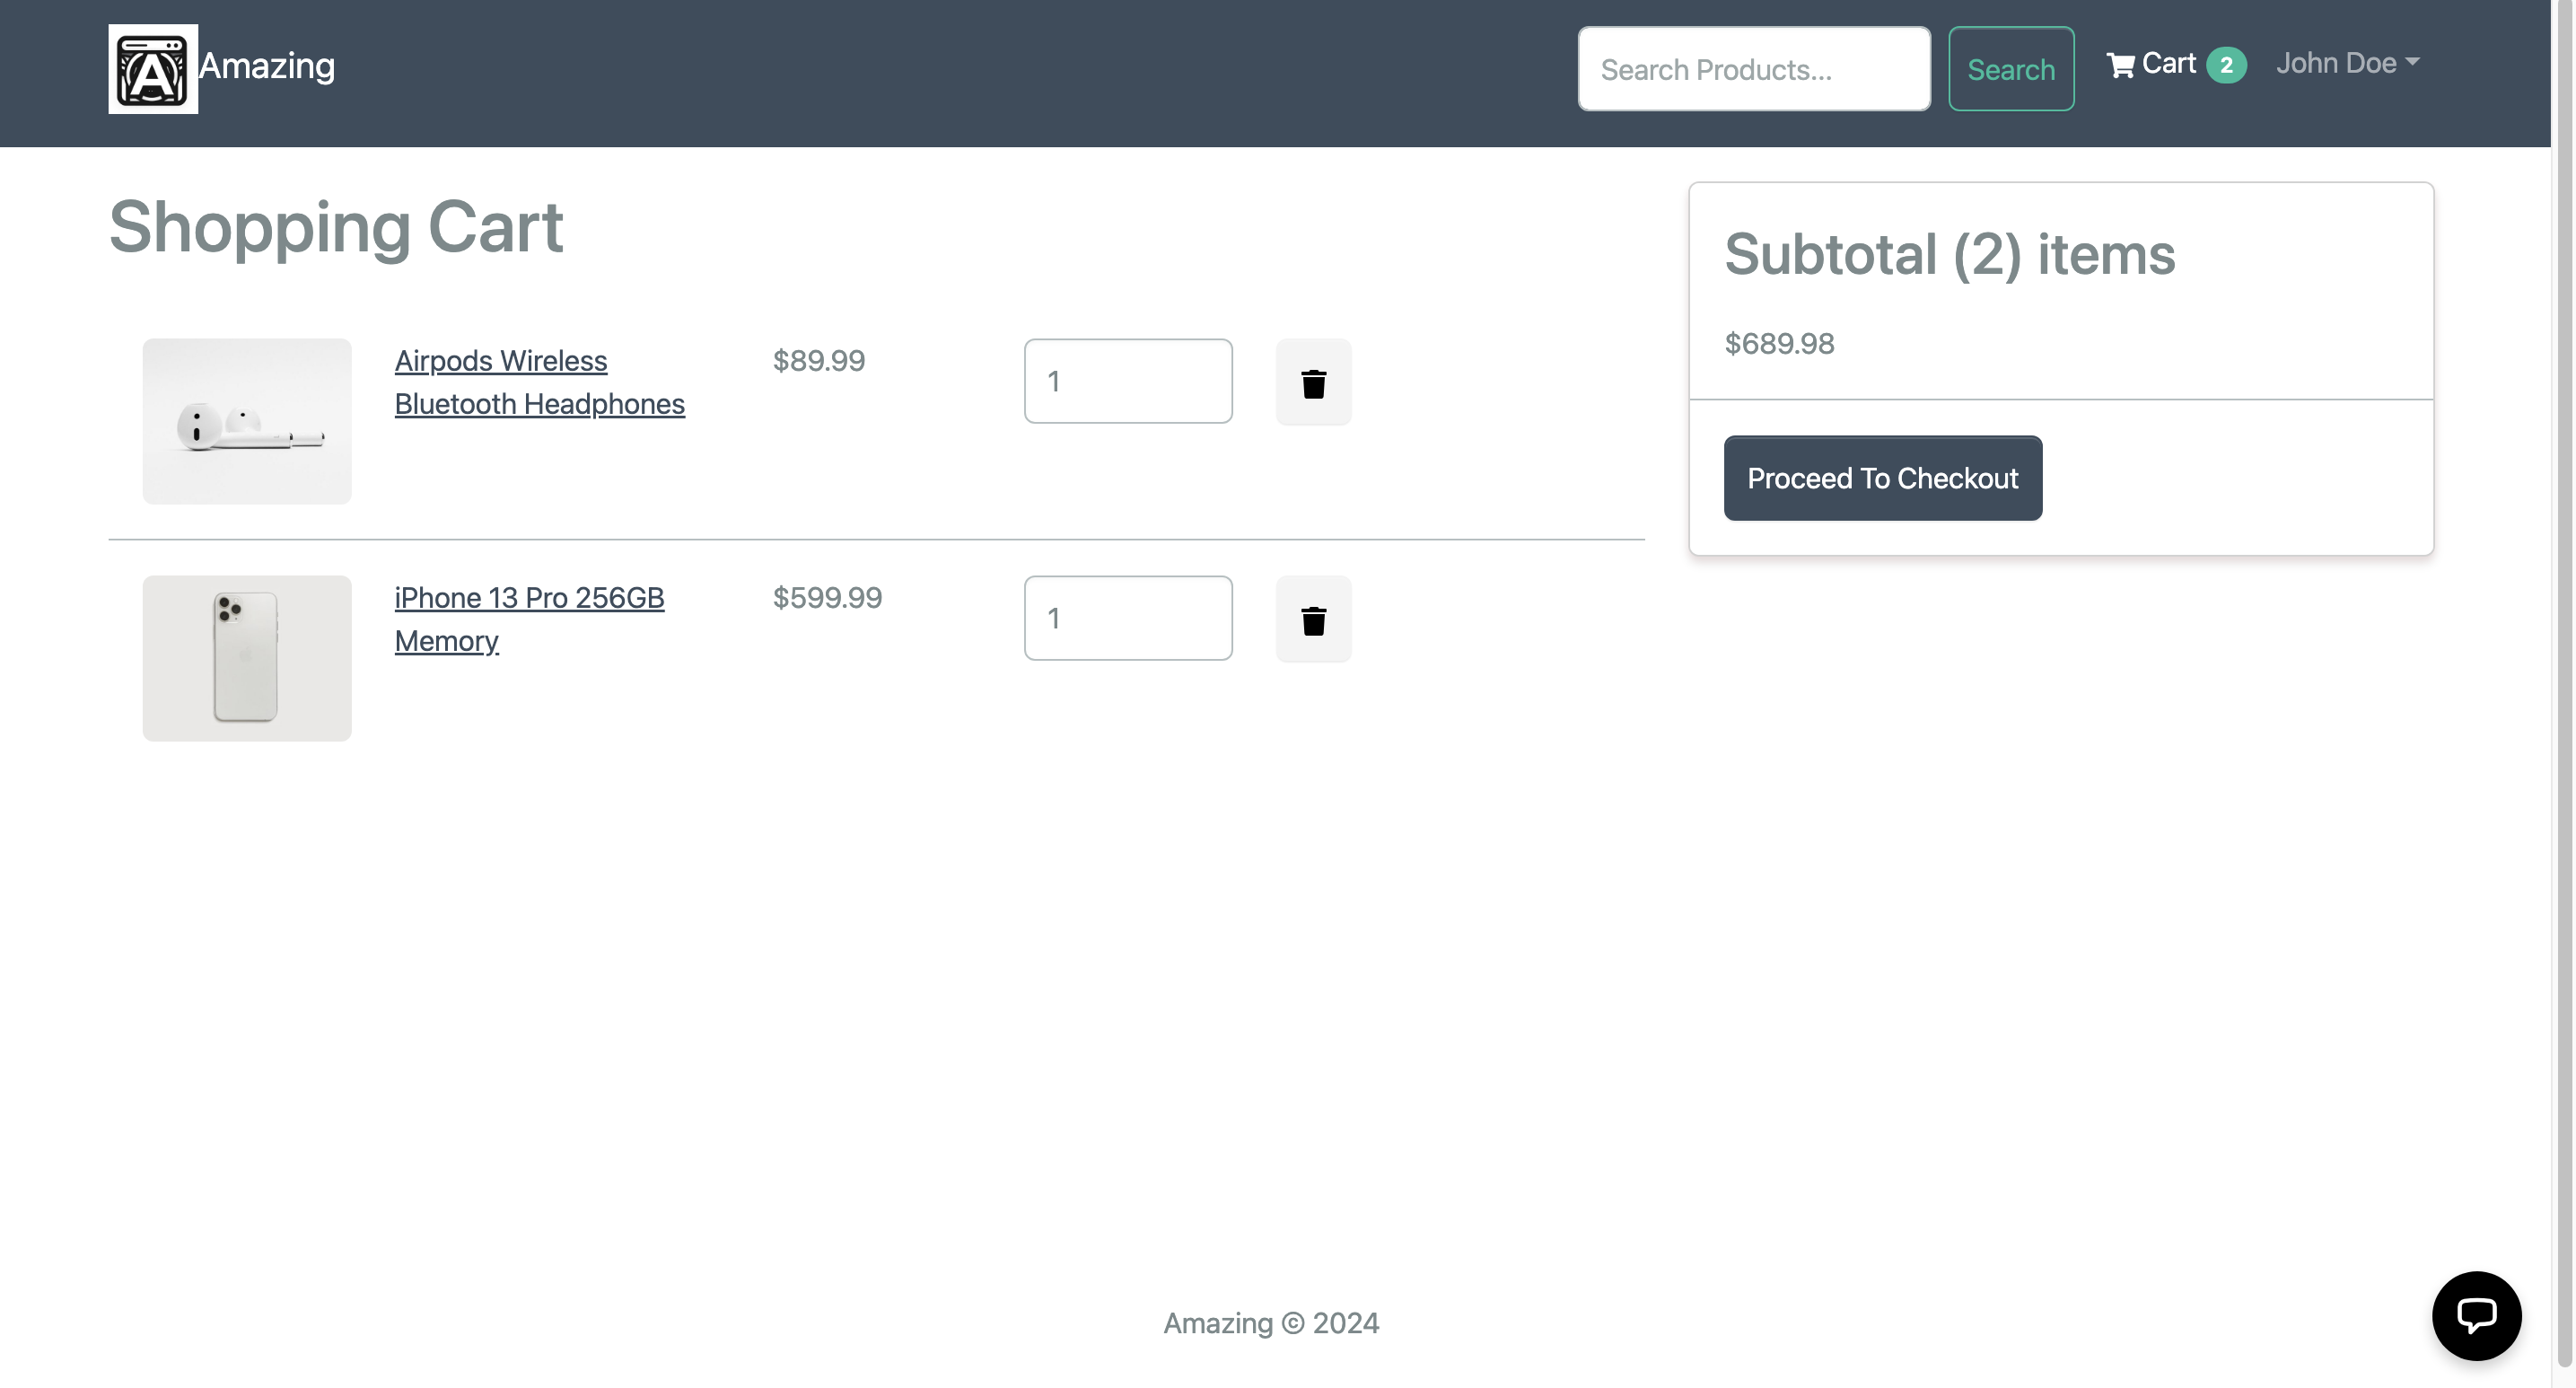 A
Amazing
Search Products...
Search
Cart 2
John Doe
Shopping Cart
Airpods Wireless
Bluetooth Headphones
$89.99
1
iPhone 13 Pro 256GB
Memory
$599.99
1
Subtotal (2) items
$689.98
Proceed To Checkout
Amazing © 2024